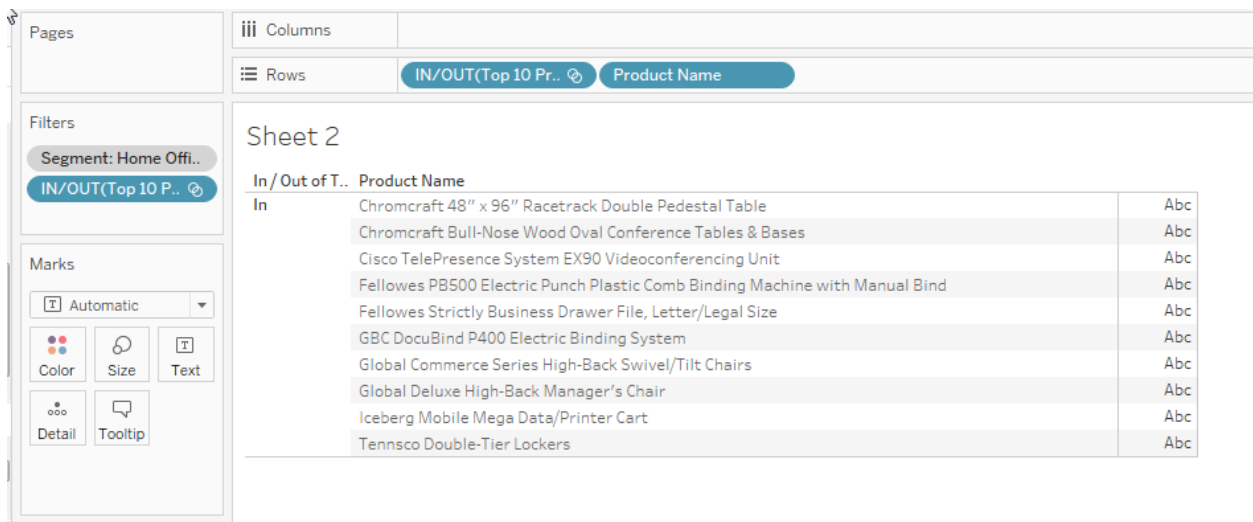 Pages
Columns
Rows
IN/OUT(Top 10 Pr.. Product Name
Filters
Segment: Home Offi..
IN/OUT(Top 10 P..
Marks
Automatic
Color Size Text
Detail Tooltip
Sheet 2
In / Out of T.. Product Name
In Chromcraft 48" x 96" Racetrack Double Pedestal Table Abc
Chromcraft Bull-Nose Wood Oval Conference Tables & Bases Abc
Cisco TelePresence System EX90 Videoconferencing Unit Abc
Fellowes PB500 Electric Punch Plastic Comb Binding Machine with Manual Bind Abc
Fellowes Strictly Business Drawer File, Letter/Legal Size Abc
GBC DocuBind P400 Electric Binding System Abc
Global Commerce Series High-Back Swivel/Tilt Chairs Abc
Global Deluxe High-Back Manager's Chair Abc
Iceberg Mobile Mega Data/Printer Cart Abc
Tennsco Double-Tier Lockers Abc